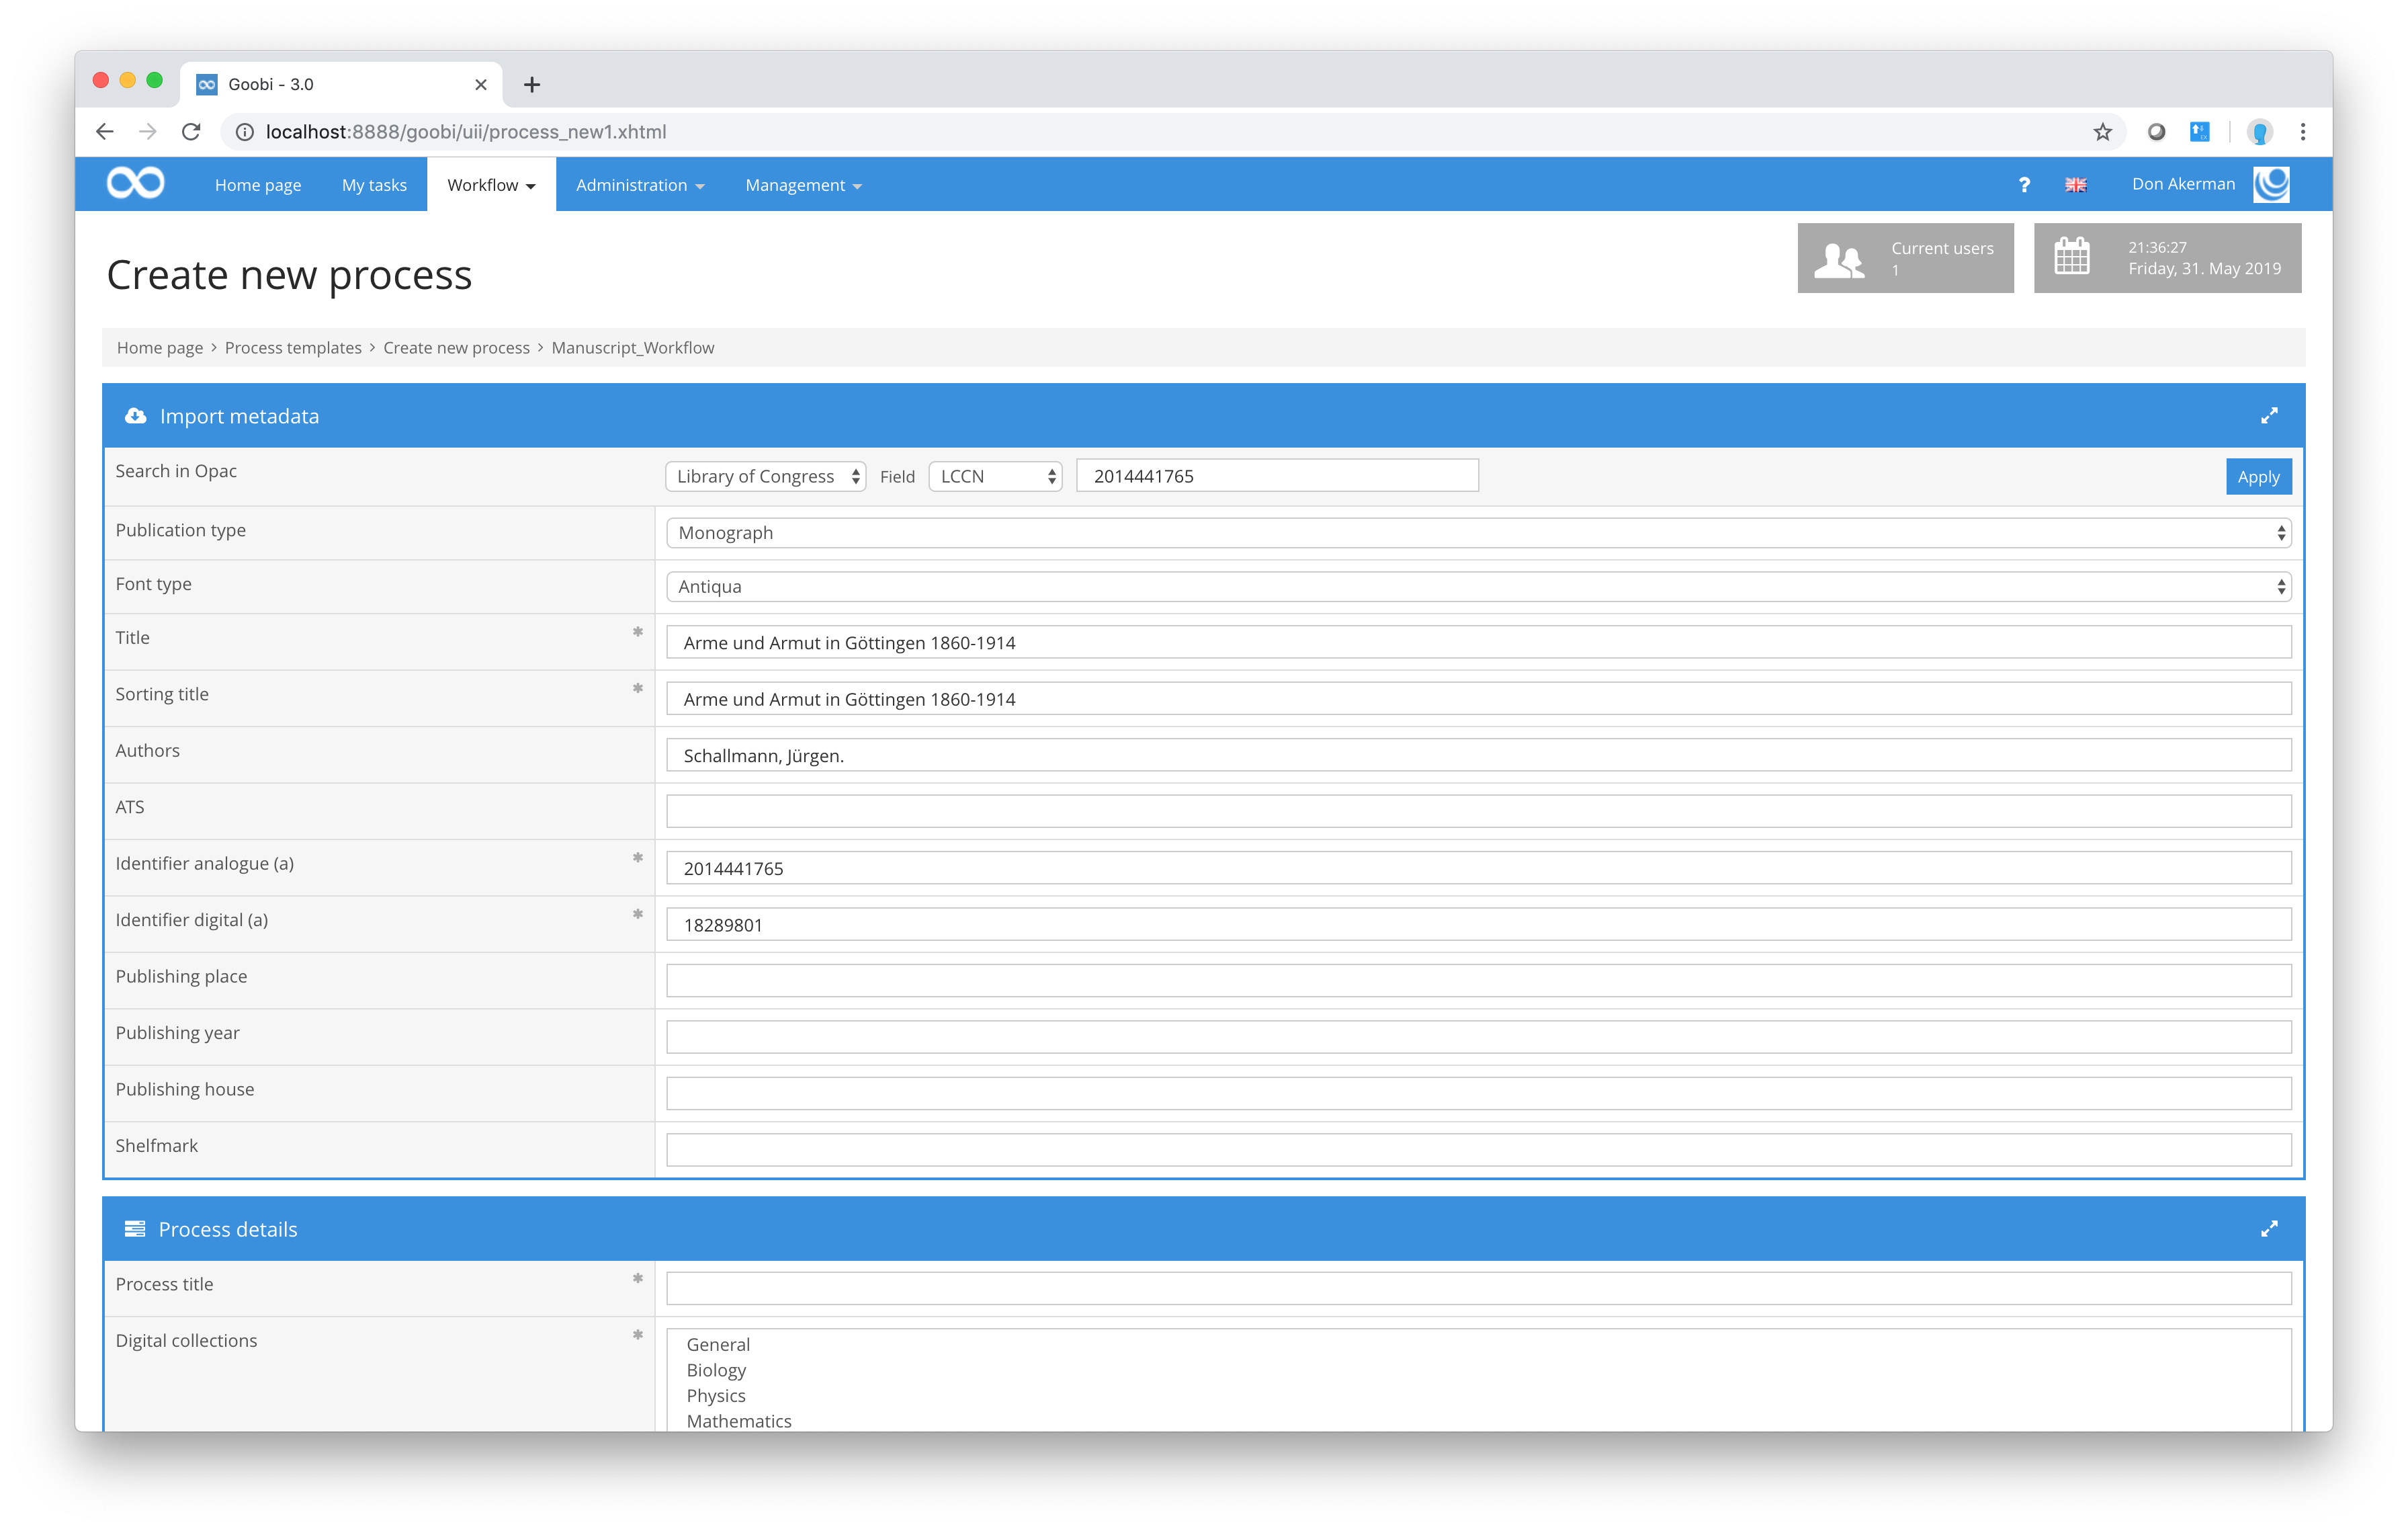 Goobi - 3.0
localhost:8888/goobi/uii/process_new1.xhtml
Home page My tasks Workflow Administration Management ? Don Akerman
Current users
1
21:36:27
Friday, 31. May 2019
Create new process
Home page > Process templates > Create new process > Manuscript_Workflow
Import metadata
Search in Opac Library of Congress Field LCCN 2014441765 Apply
Publication type Monograph
Font type Antiqua
Title * Arme und Armut in Göttingen 1860-1914
Sorting title * Arme und Armut in Göttingen 1860-1914
Authors Schallmann, Jürgen.
ATS
Identifier analogue (a) * 2014441765
Identifier digital (a) * 18289801
Publishing place
Publishing year
Publishing house
Shelfmark
Process details
Process title *
Digital collections * General
Biology
Physics
Mathematics